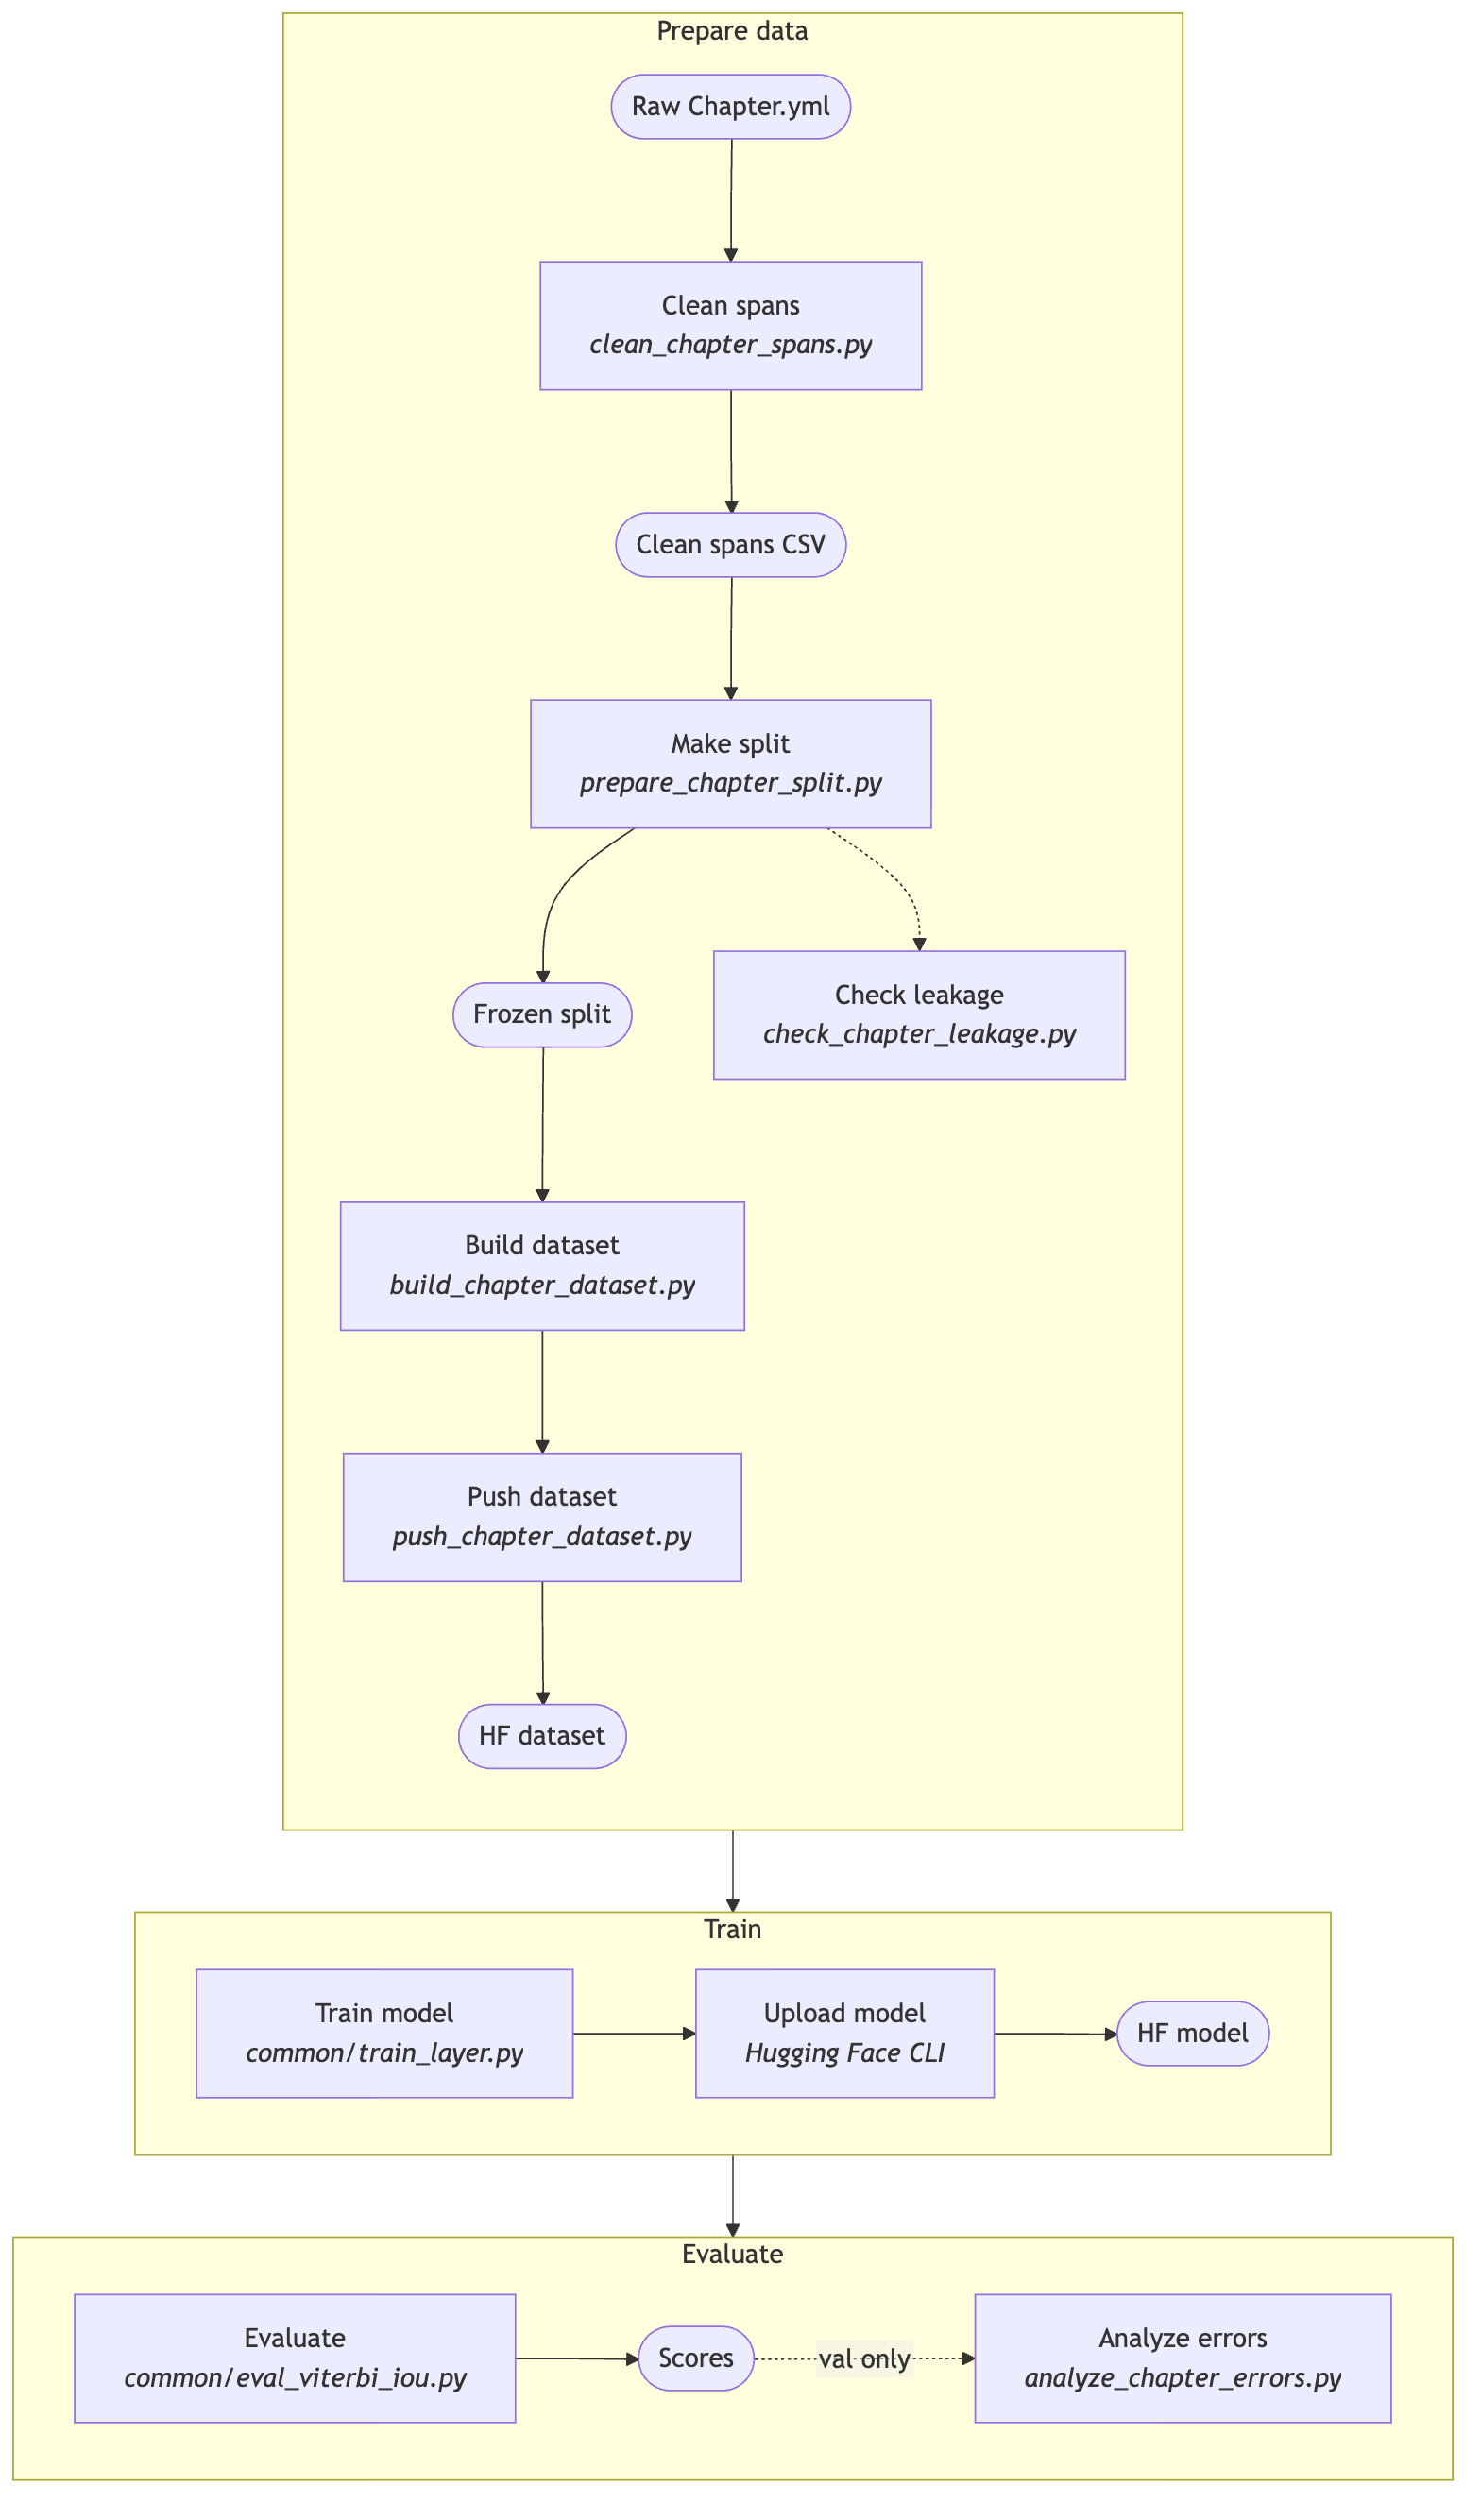 Prepare data
Raw Chapter.yml
Clean spans
clean_chapter_spans.py
Clean spans CSV
Make split
prepare_chapter_split.py
Frozen split
Check leakage
check_chapter_leakage.py
Build dataset
build_chapter_dataset.py
Push dataset
push_chapter_dataset.py
HF dataset
Train
Train model
common/train_layer.py
Upload model
Hugging Face CLI
HF model
Evaluate
Evaluate
common/eval_viterbi_iou.py
Scores
val only
Analyze errors
analyze_chapter_errors.py